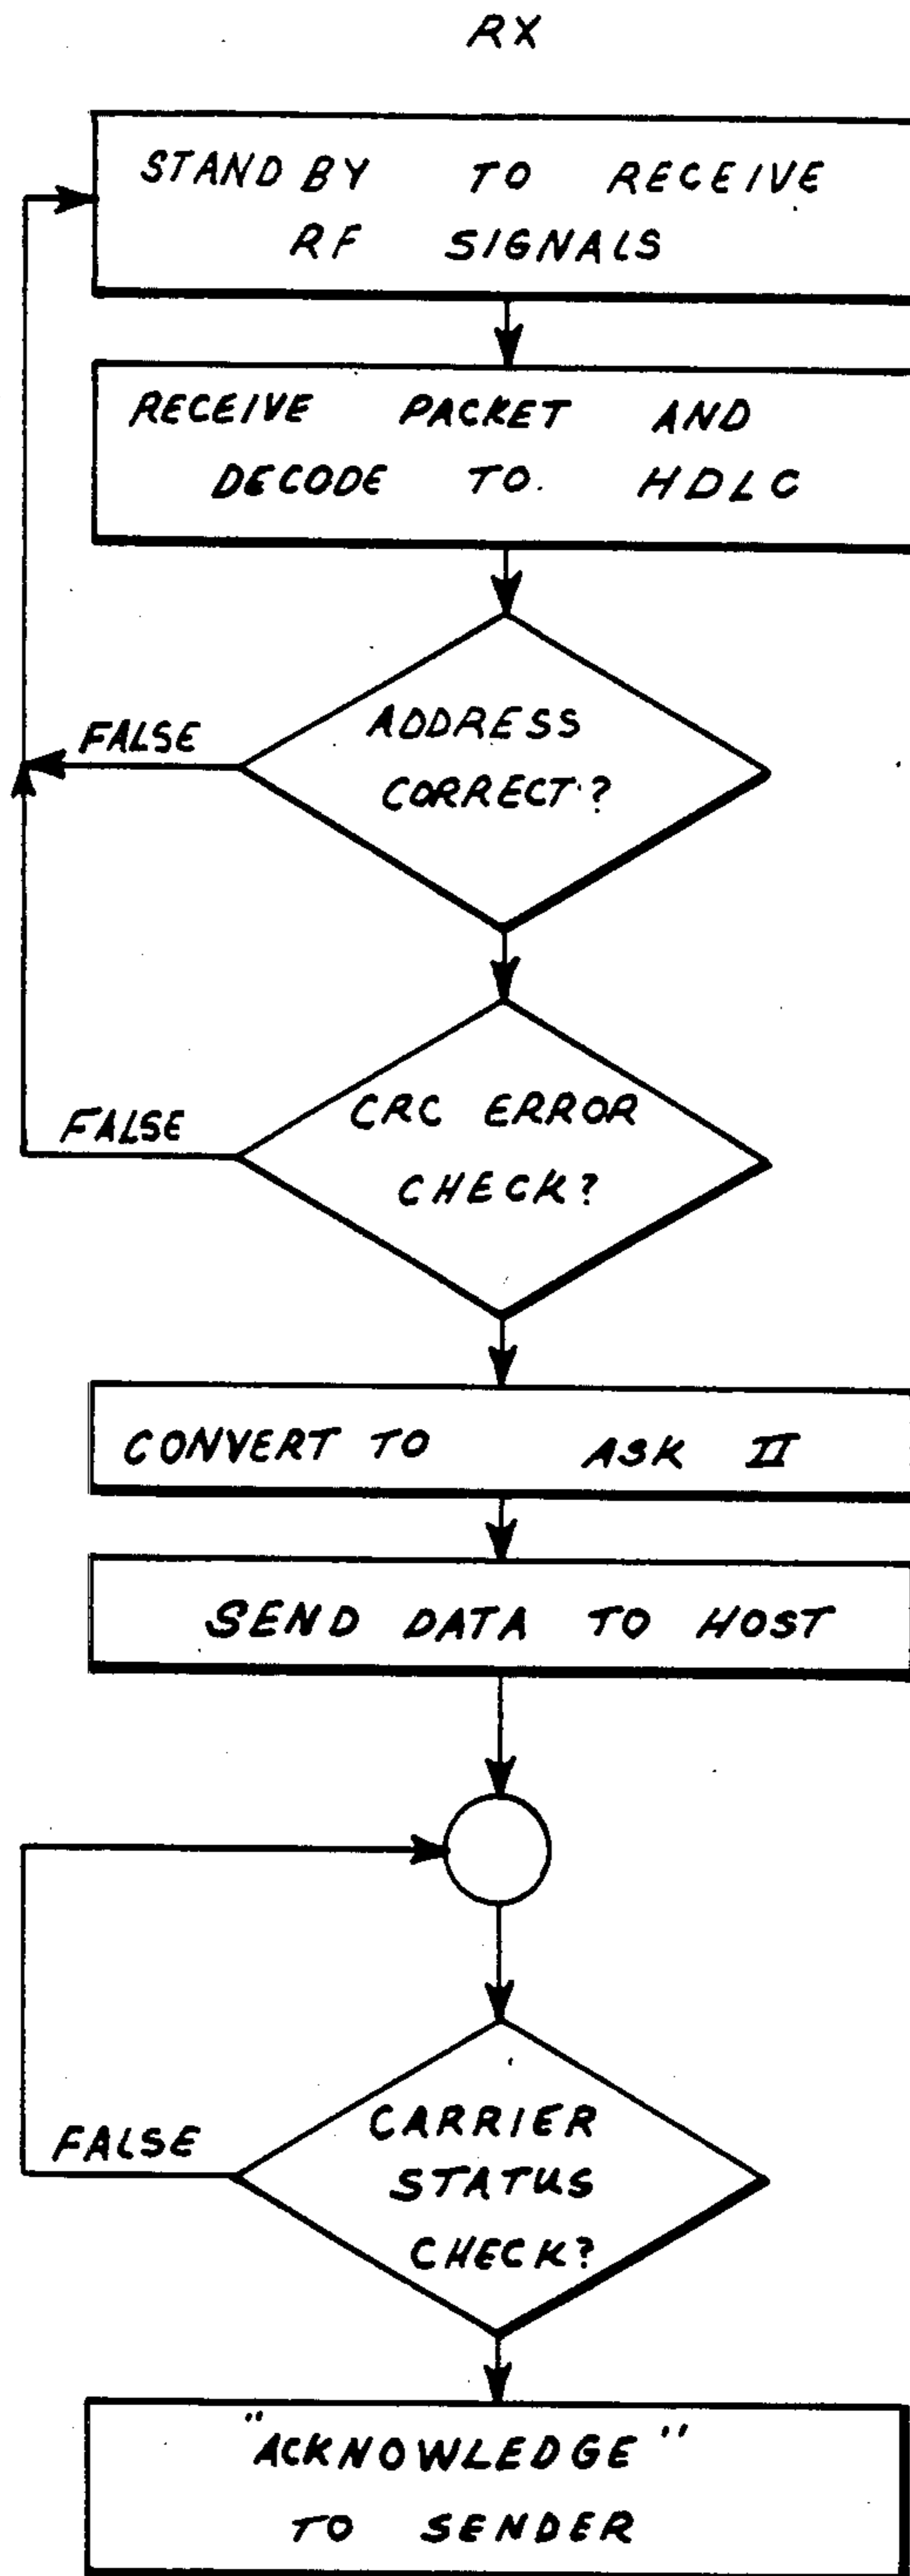 RX
STAND BY TO RECEIVE
RF SIGNALS
RECEIVE PACKET AND
DECODE TO. HDLC
ADDRESS
CORRECT?
FALSE
CRC ERROR
CHECK?
FALSE
CONVERT TO ASK II
SEND DATA TO HOST
CARRIER
STATUS
CHECK?
FALSE
"ACKNOWLEDGE"
TO SENDER